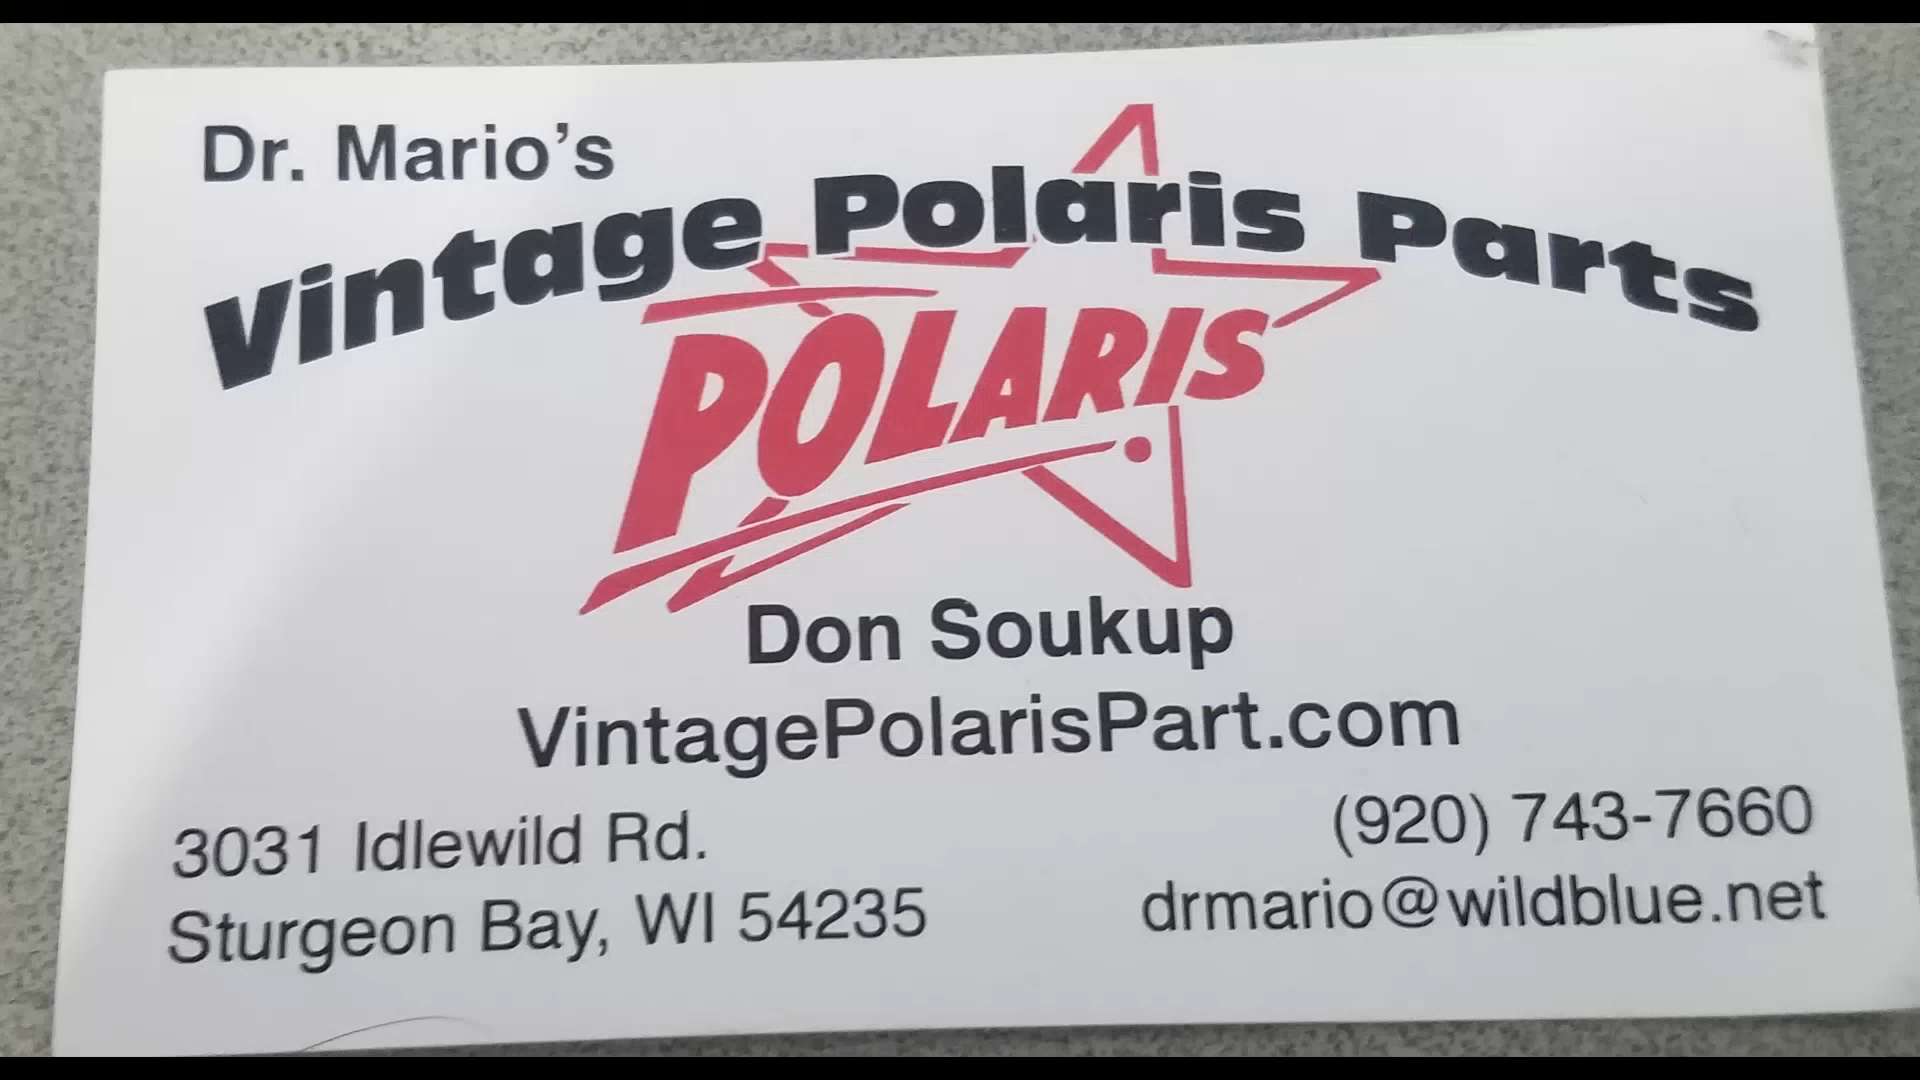 Dr. Mario's
Vintage Polaris Parts
POLARIS
Don Soukup
VintagePolarisPart.com
3031 Idlewild Rd.
Sturgeon Bay, WI 54235
(920) 743-7660
drmario@wildblue.net